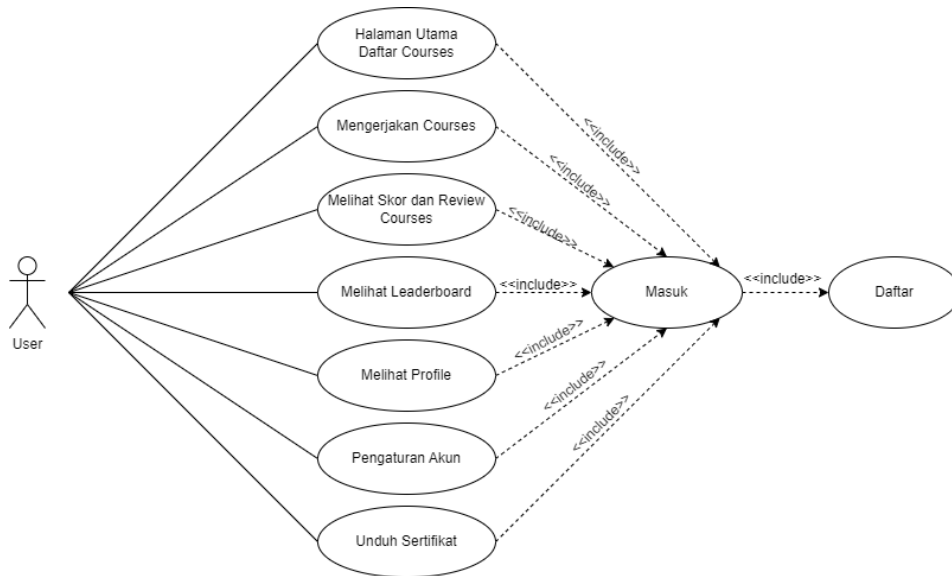 Halaman Utama
Daftar Courses
<<include>>
Mengerjakan Courses
<<include>>
Melihat Skor dan Review
Courses
<<include>>
User
Melihat Leaderboard
<<include>>
Masuk
<<include>>
Daftar
Melihat Profile
<<include>>
Pengaturan Akun
<<include>>
Unduh Sertifikat
<<include>>